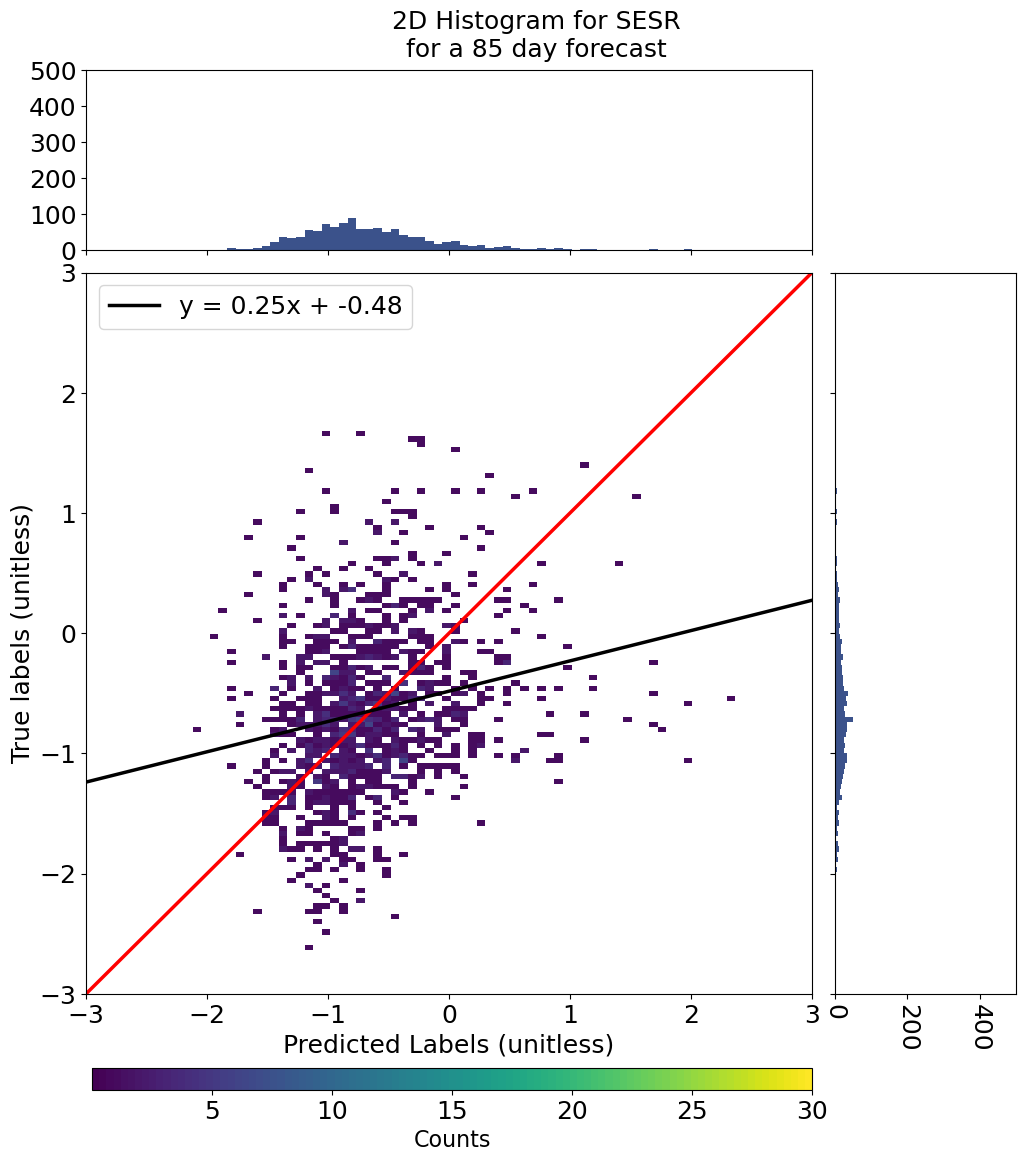 2D Histogram for SESR
for a 85 day forecast
500
400
300
200
100
0
3
2
1
0
−1
−2
−3
y = 0.25x + -0.48
True labels (unitless)
−3 −2 −1 0 1 2 3
Predicted Labels (unitless)
0 200 400
5 10 15 20 25 30
Counts